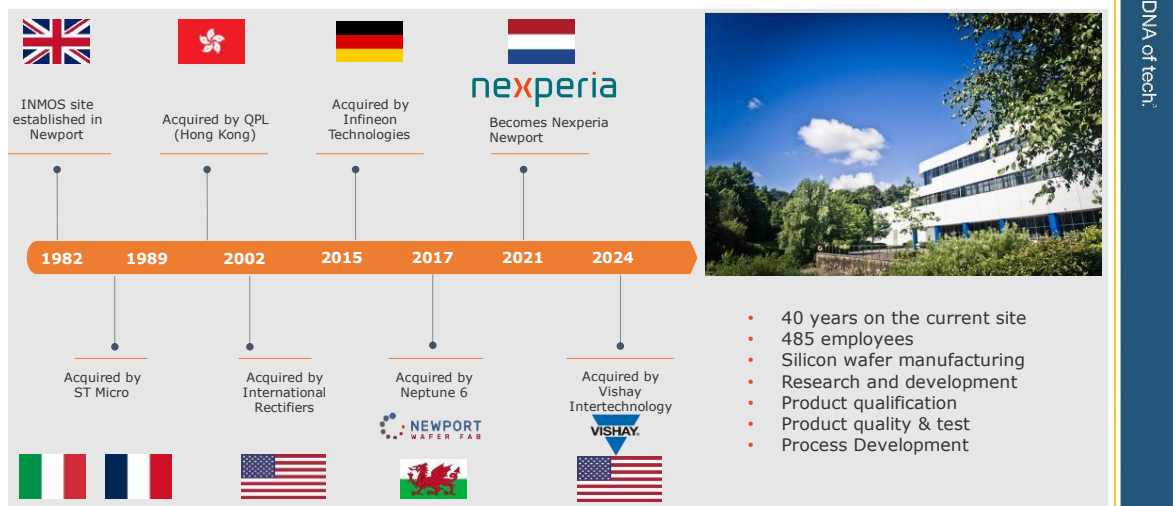 INMOS site
established in
Newport
Acquired by QPL
(Hong Kong)
Acquired by
Infineon
Technologies
nexperia
Becomes Nexperia
Newport
1982 1989 2002 2015 2017 2021 2024
Acquired by
ST Micro
Acquired by
International
Rectifiers
Acquired by
Neptune 6
NEWPORT
WAFER FAB
Acquired by
Vishay
Intertechnology
VISHAY
• 40 years on the current site
• 485 employees
• Silicon wafer manufacturing
• Research and development
• Product qualification
• Product quality & test
• Process Development
DNA of tech.